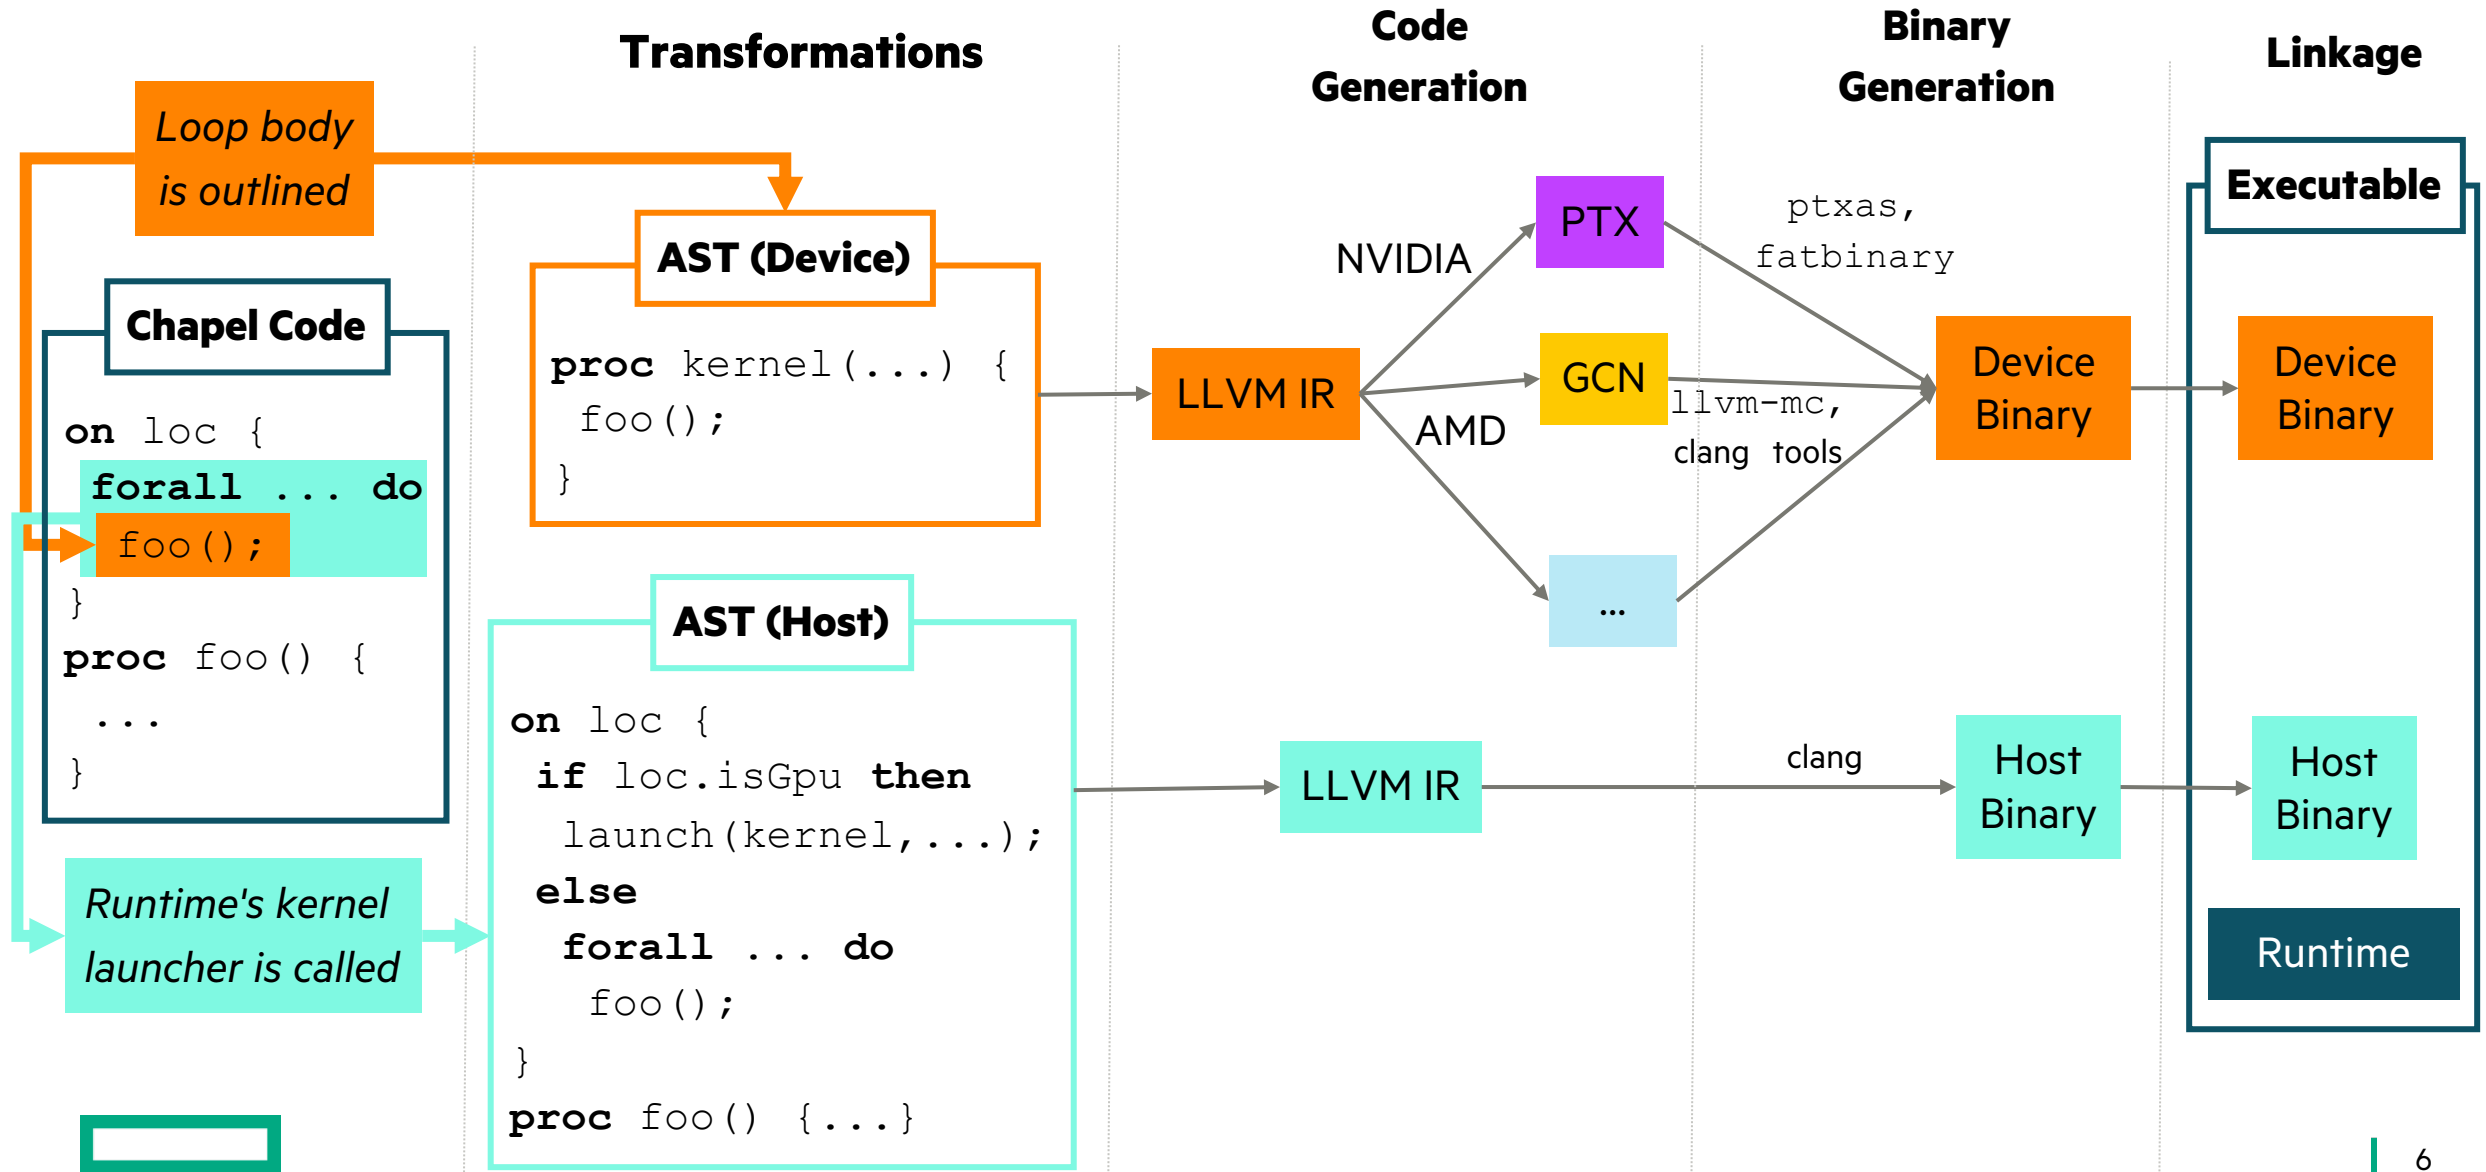 Transformations
Code
Generation
Binary
Generation
Linkage
Loop body
is outlined
Chapel Code
on loc {
forall ... do
foo();
}
proc foo() {
...
}
Runtime's kernel
launcher is called
AST (Device)
proc kernel(...) {
foo();
}
AST (Host)
on loc {
if loc.isGpu then
launch(kernel,...);
else
forall ... do
foo();
}
proc foo() {...}
LLVM IR
NVIDIA
AMD
PTX
GCN
...
ptxas,
fatbinary
llvm-mc,
clang tools
Device
Binary
LLVM IR
clang
Host
Binary
Executable
Device
Binary
Host
Binary
Runtime
6